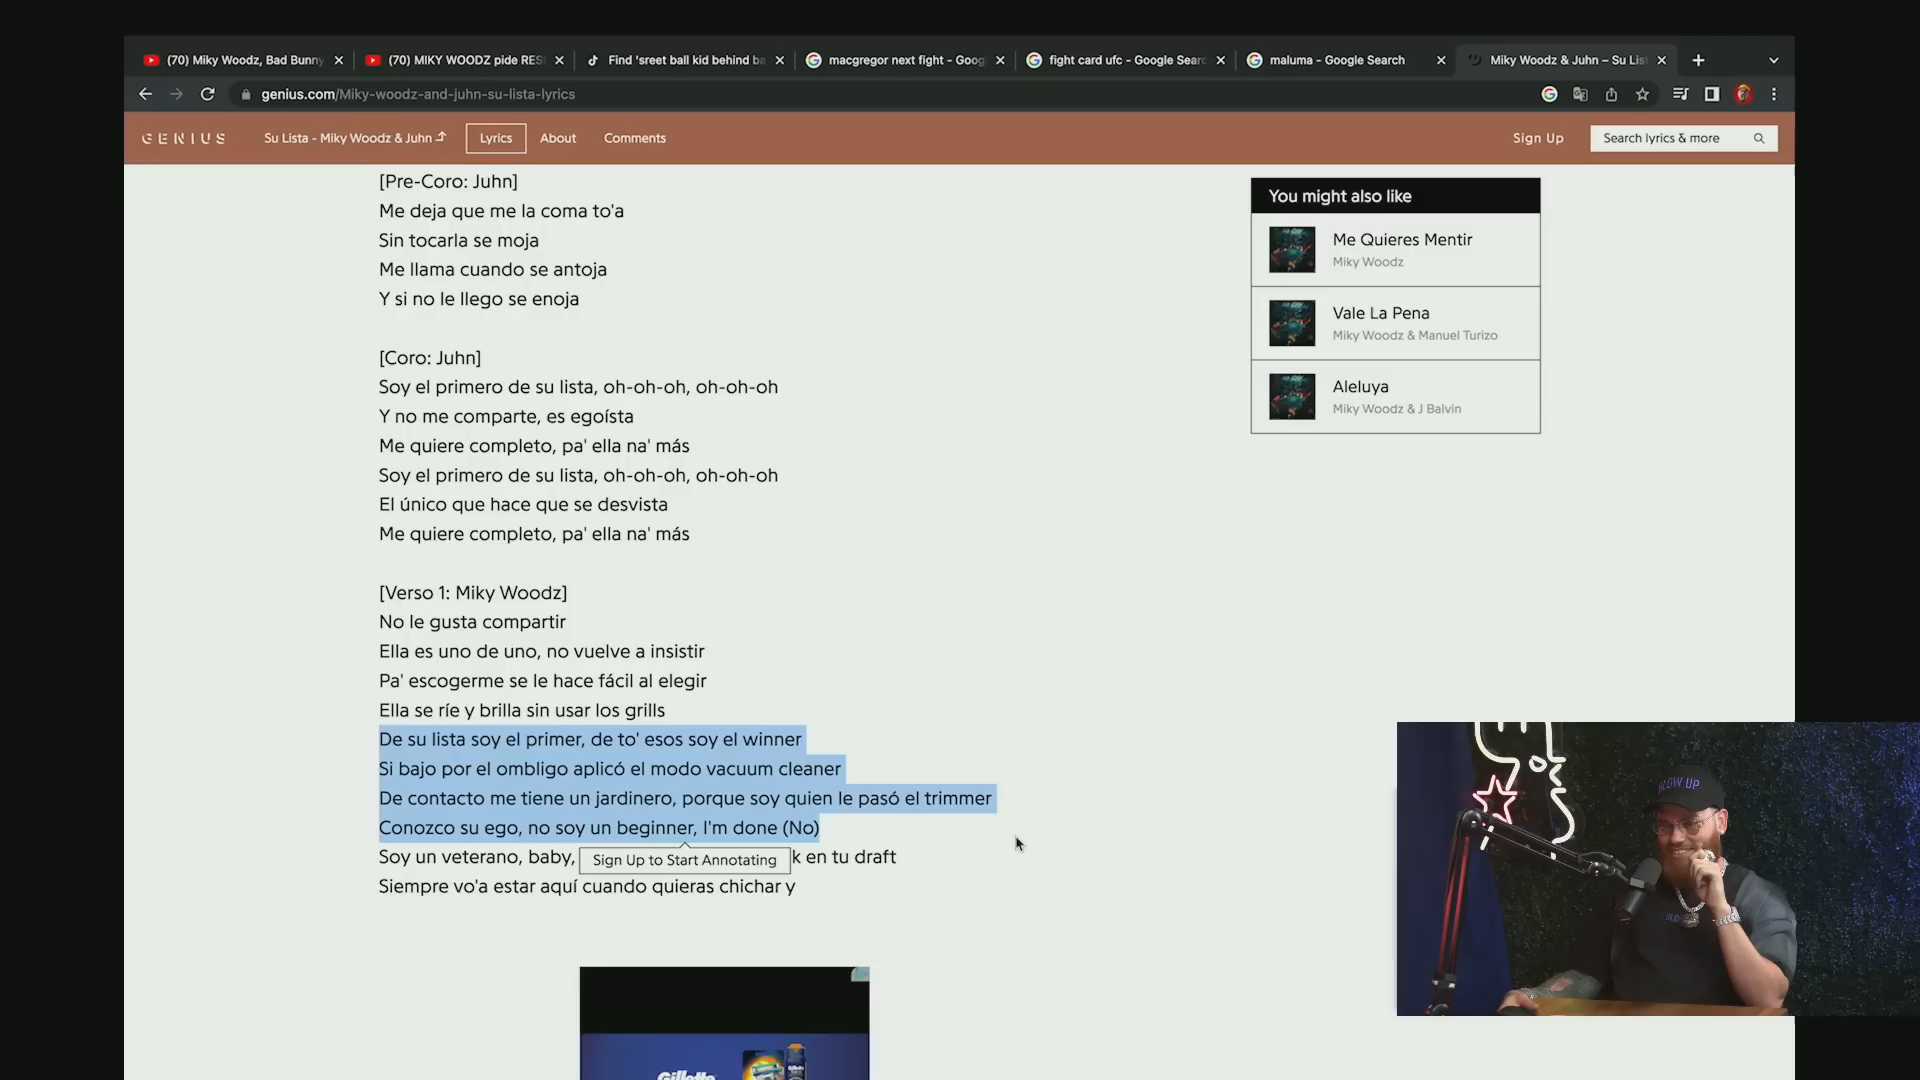 (70) Miky Woodz, Bad Bunny
(70) MIKY WOODZ pide RES
Find 'sreet ball kid behind ba
macgregor next fight - Goog
fight card ufc - Google Searc
maluma - Google Search
Miky Woodz & Juhn – Su Lis
genius.com/Miky-woodz-and-juhn-su-lista-lyrics
GENIUS
Su Lista - Miky Woodz & Juhn
Lyrics
About
Comments
Sign Up
Search lyrics & more
[Pre-Coro: Juhn]
Me deja que me la coma to'a
Sin tocarla se moja
Me llama cuando se antoja
Y si no le llego se enoja
[Coro: Juhn]
Soy el primero de su lista, oh-oh-oh, oh-oh-oh
Y no me comparte, es egoísta
Me quiere completo, pa' ella na' más
Soy el primero de su lista, oh-oh-oh, oh-oh-oh
El único que hace que se desvista
Me quiere completo, pa' ella na' más
[Verso 1: Miky Woodz]
No le gusta compartir
Ella es uno de uno, no vuelve a insistir
Pa' escogerme se le hace fácil al elegir
Ella se ríe y brilla sin usar los grills
De su lista soy el primer, de to' esos soy el winner
Si bajo por el ombligo aplicó el modo vacuum cleaner
De contacto me tiene un jardinero, porque soy quien le pasó el trimmer
Conozco su ego, no soy un beginner, I'm done (No)
Soy un veterano, baby, k en tu draft
Sign Up to Start Annotating
Siempre vo'a estar aquí cuando quieras chichar y
You might also like
Me Quieres Mentir
Miky Woodz
Vale La Pena
Miky Woodz & Manuel Turizo
Aleluya
Miky Woodz & J Balvin
Gillette
BLOW UP